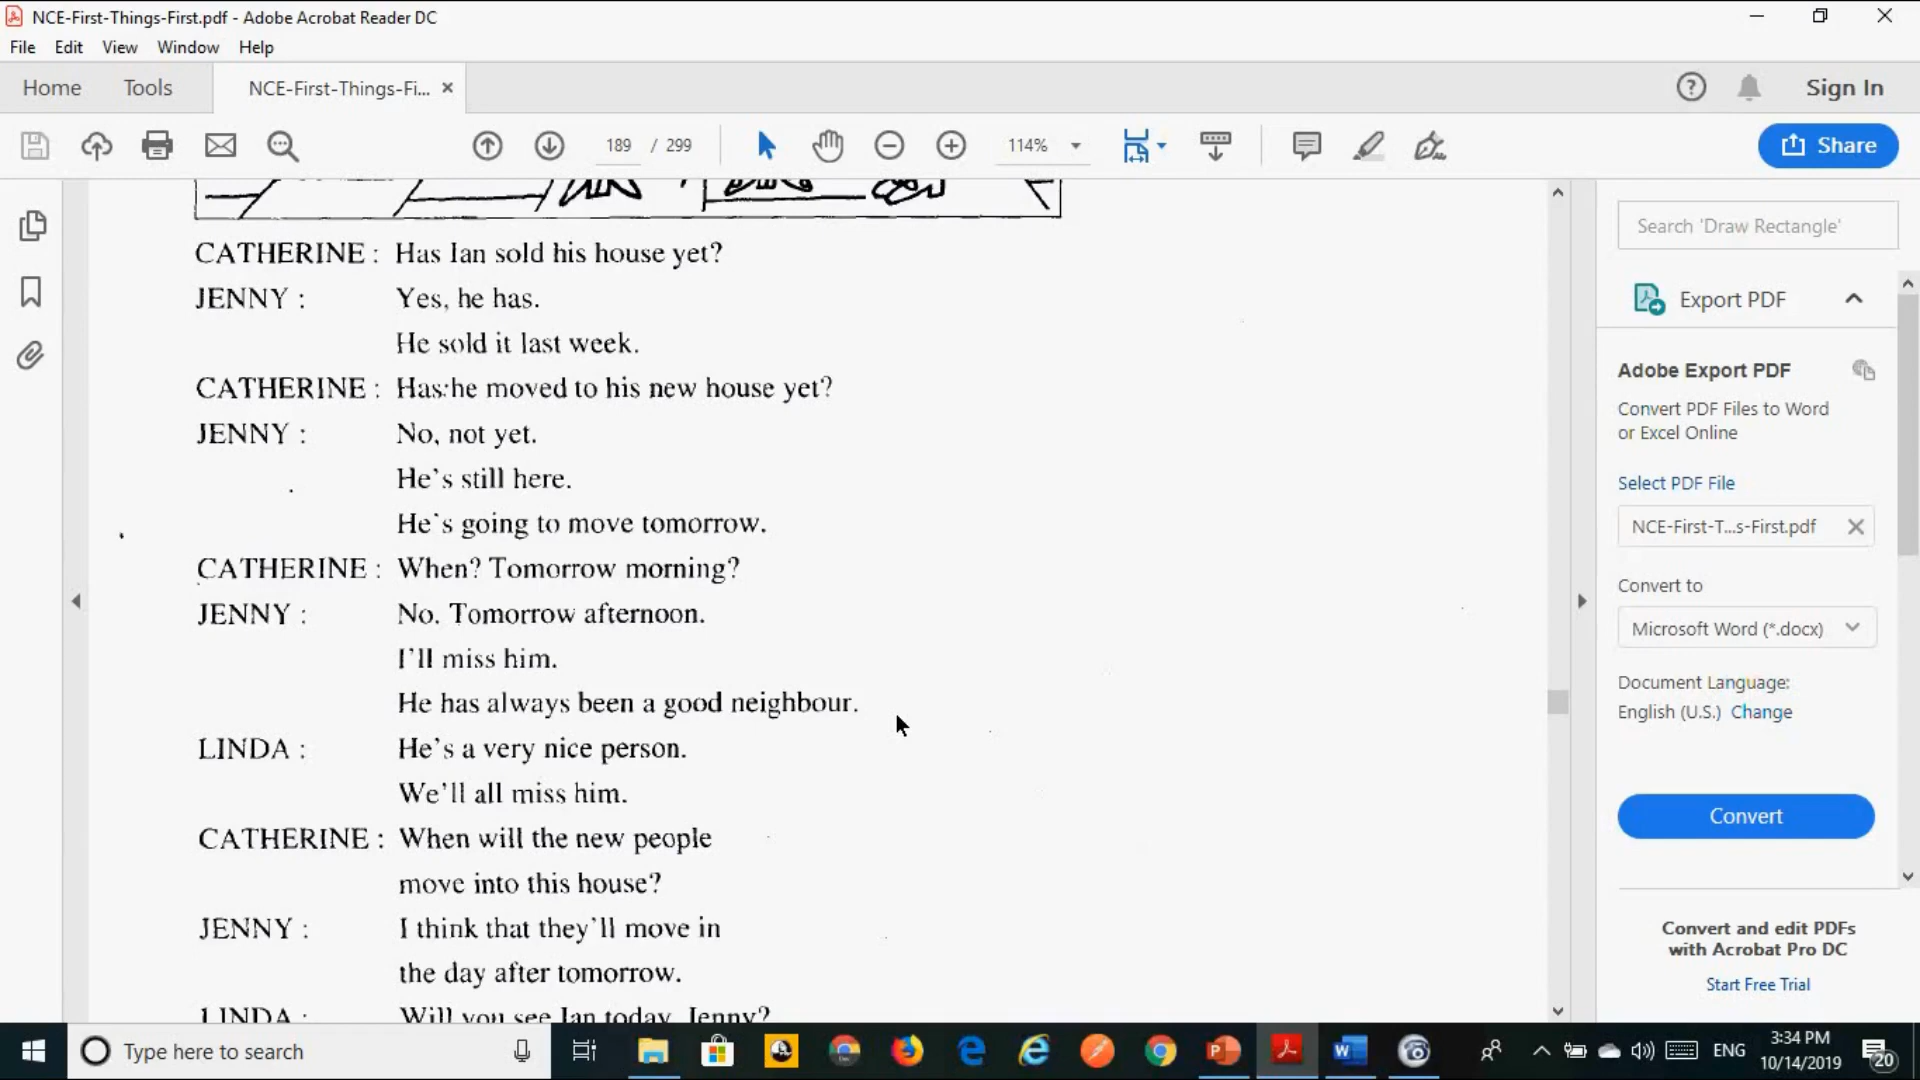 NCE-First-Things-First.pdf - Adobe Acrobat Reader DC
File Edit View Window Help
Home Tools NCE-First-Things-Fi... Sign In
189 / 299 114% Share
CATHERINE : Has Ian sold his house yet?
JENNY : Yes, he has.
He sold it last week.
CATHERINE : Has he moved to his new house yet?
JENNY : No, not yet.
He's still here.
He's going to move tomorrow.
CATHERINE : When? Tomorrow morning?
JENNY : No. Tomorrow afternoon.
I'll miss him.
He has always been a good neighbour.
LINDA : He's a very nice person.
We'll all miss him.
CATHERINE : When will the new people
move into this house?
JENNY : I think that they'll move in
the day after tomorrow.
LINDA : Will you see Ian today, Jenny?
Search 'Draw Rectangle'
Export PDF
Adobe Export PDF
Convert PDF Files to Word
or Excel Online
Select PDF File
NCE-First-T...s-First.pdf
Convert to
Microsoft Word (*.docx)
Document Language:
English (U.S.) Change
Convert
Convert and edit PDFs
with Acrobat Pro DC
Start Free Trial
Type here to search
ENG
3:34 PM
10/14/2019
20